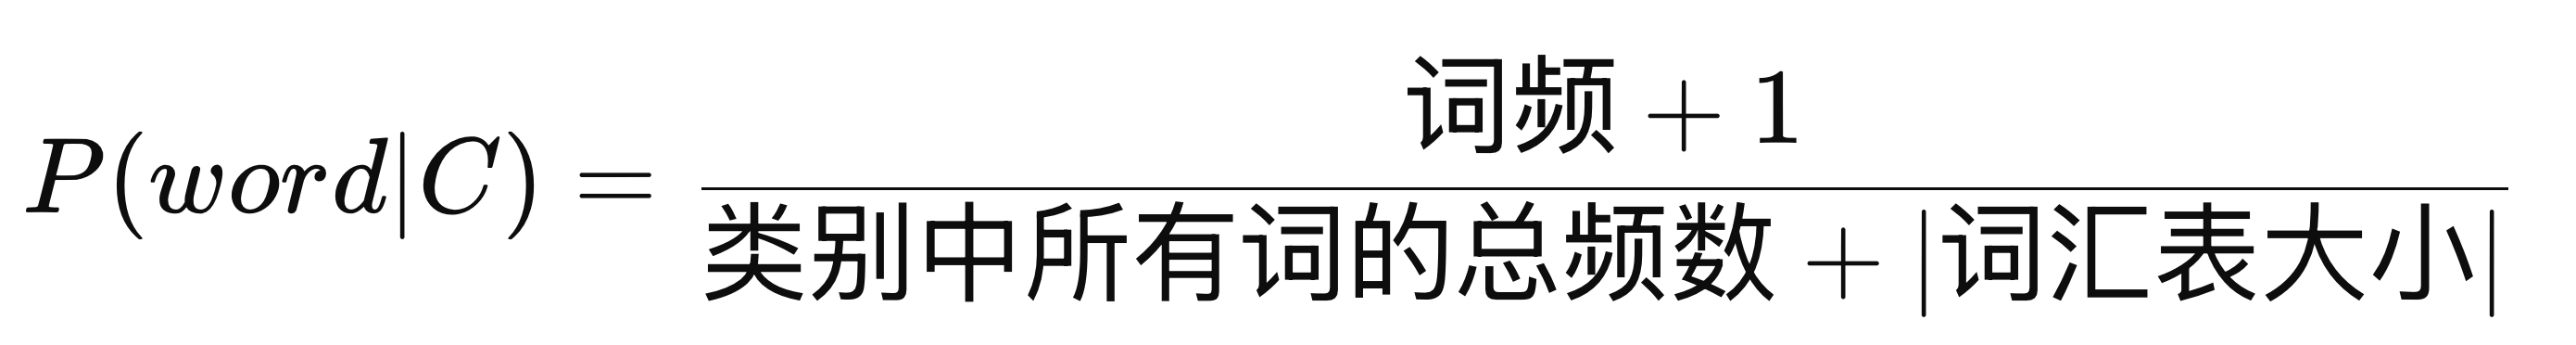 P(word|C) = \frac{词频 + 1}{类别中所有词的总频数 + |词汇表大小|}